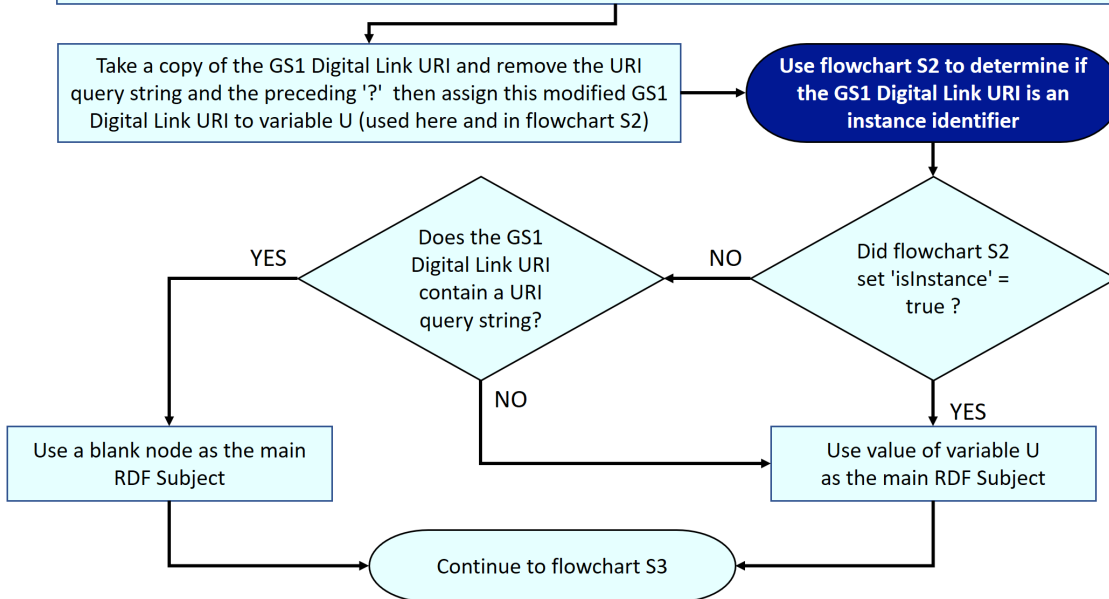 Take a copy of the GS1 Digital Link URI and remove the URI
query string and the preceding '?' then assign this modified GS1
Digital Link URI to variable U (used here and in flowchart S2)
Use flowchart S2 to determine if
the GS1 Digital Link URI is an
instance identifier
Does the GS1
Digital Link URI
contain a URI
query string?
YES
NO
Did flowchart S2
set 'isInstance' =
true ?
NO
YES
Use a blank node as the main
RDF Subject
Use value of variable U
as the main RDF Subject
Continue to flowchart S3